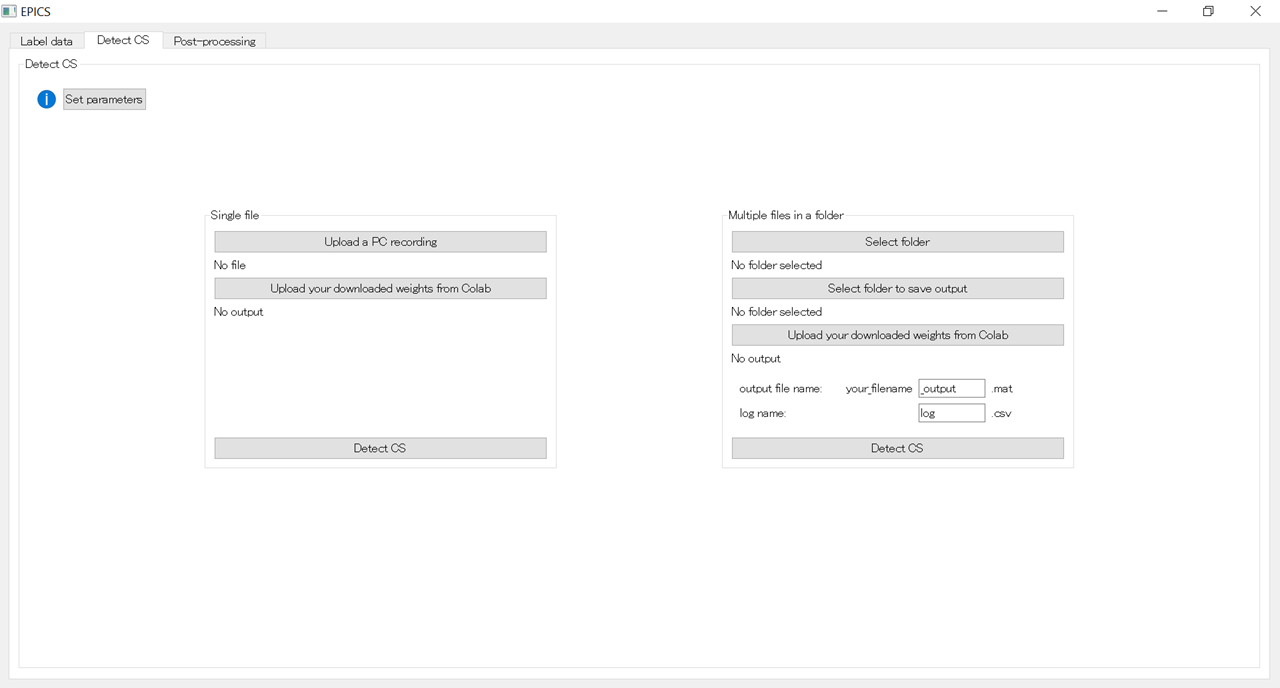 EPICS
Label data Detect CS Post-processing
Detect CS
i Set parameters
Single file
Upload a PC recording
No file
Upload your downloaded weights from Colab
No output
Detect CS
Multiple files in a folder
Select folder
No folder selected
Select folder to save output
No folder selected
Upload your downloaded weights from Colab
No output
output file name: your_filename _output .mat
log name: log .csv
Detect CS